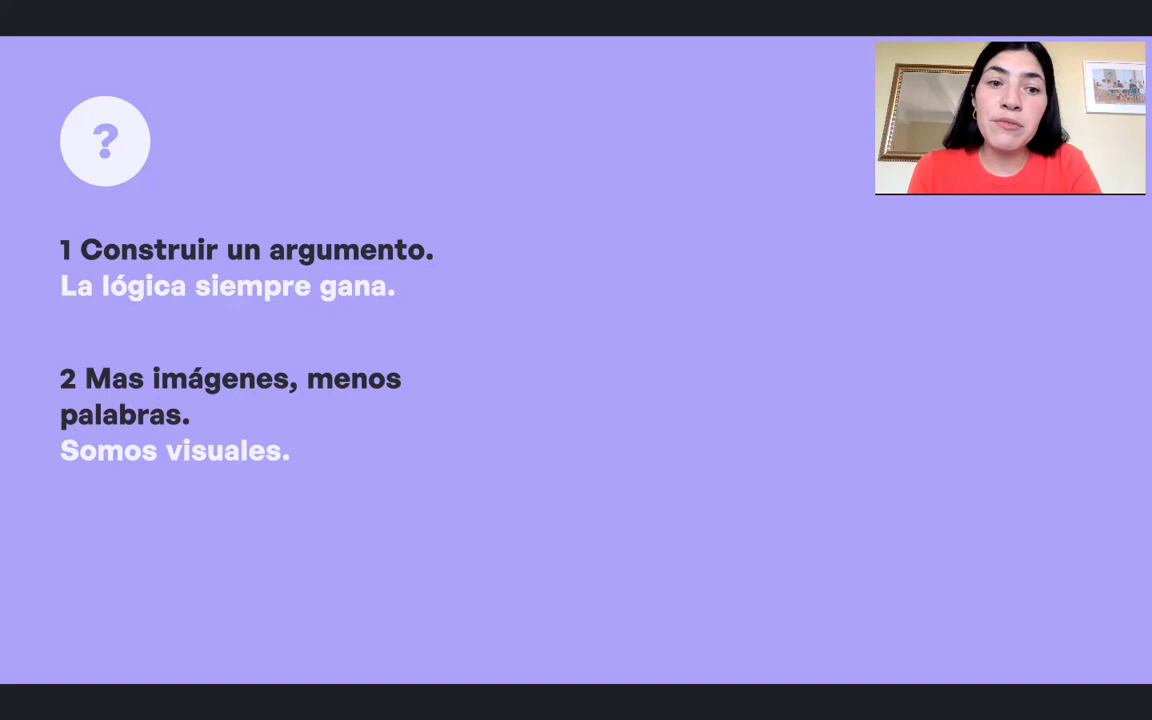 ?
1 Construir un argumento.
La lógica siempre gana.
2 Mas imágenes, menos
palabras.
Somos visuales.